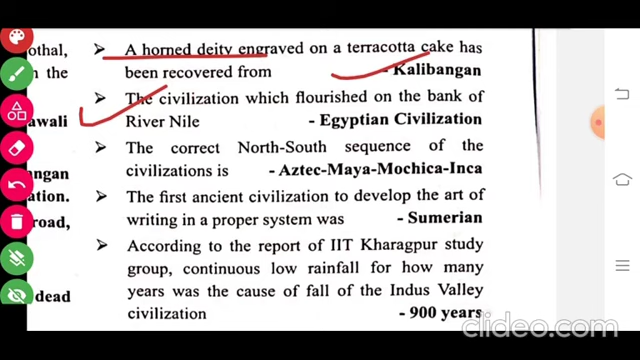 othal,
n the
awali
angan
ation.
road,
dead
➤ A horned deity engraved on a terracotta cake has
been recovered from - Kalibangan
➤ The civilization which flourished on the bank of
River Nile - Egyptian Civilization
➤ The correct North-South sequence of the
civilizations is - Aztec-Maya-Mochica-Inca
➤ The first ancient civilization to develop the art of
writing in a proper system was - Sumerian
➤ According to the report of IIT Kharagpur study
group, continuous low rainfall for how many
years was the cause of fall of the Indus Valley
civilization - 900 years
clideo.com